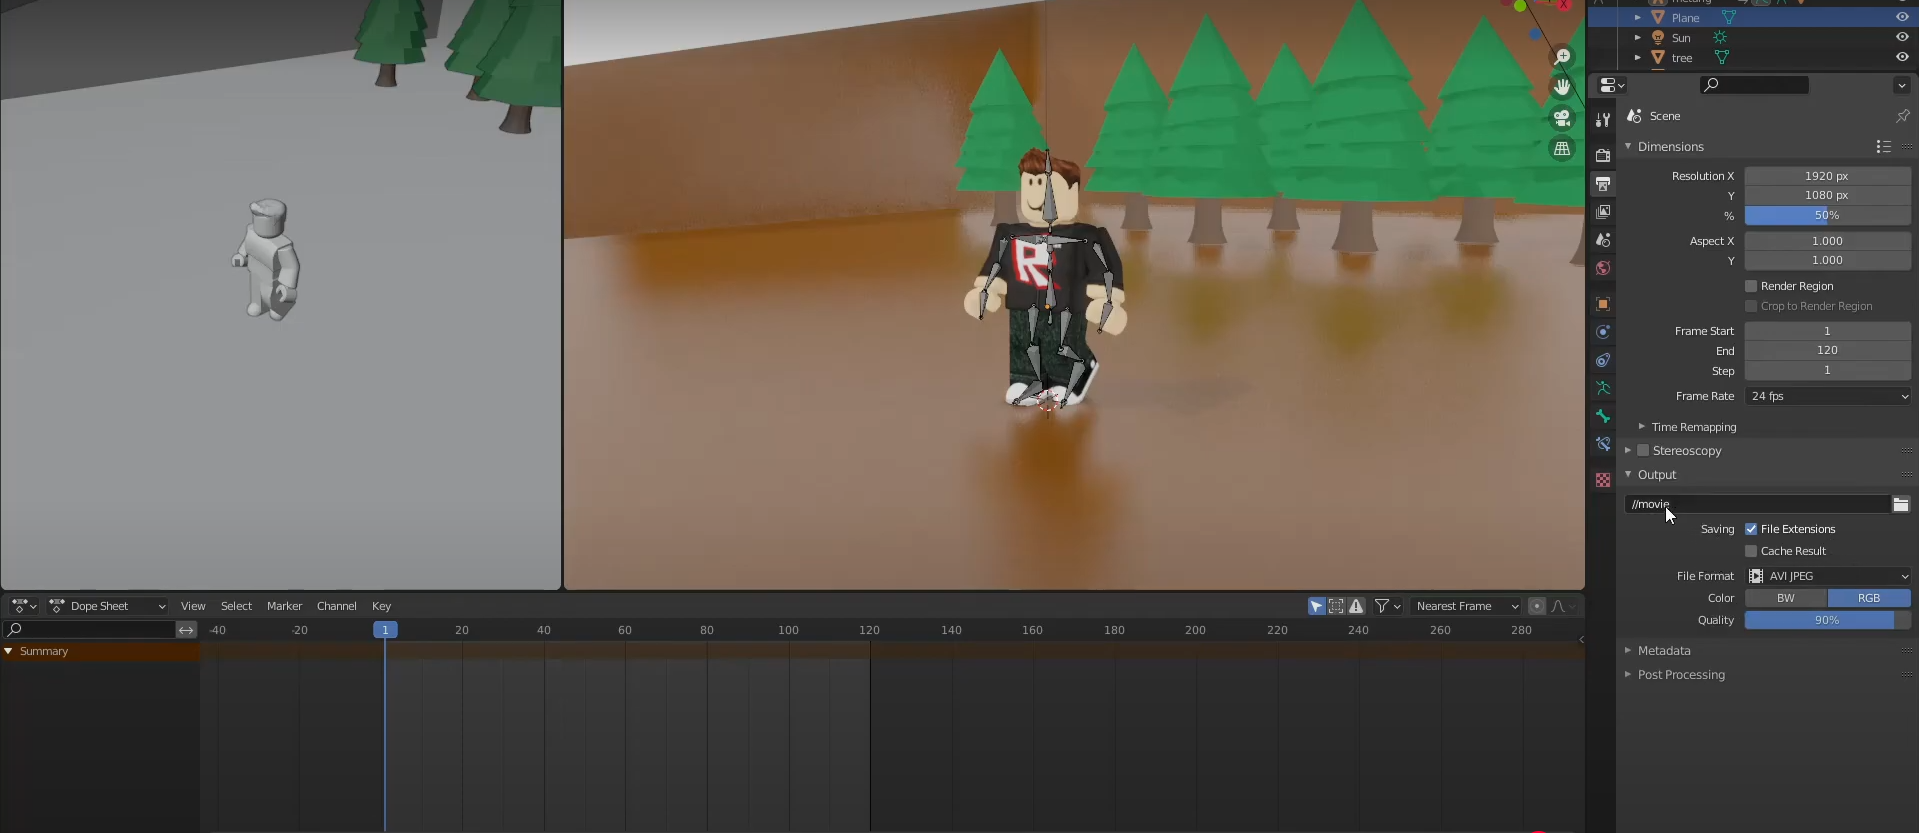 Plane
X
Sun
tree
Scene
Dimensions
Resolution X 1920 px
Y 1080 px
% 50%
Aspect X 1.000
Y 1.000
Render Region
Crop to Render Region
Frame Start 1
End 120
Step 1
Frame Rate 24 fps
Time Remapping
Stereoscopy
Output
//movie
Saving File Extensions
Cache Result
File Format AVI JPEG
Color BW RGB
Quality 90%
Metadata
Post Processing
R
Dope Sheet View Select Marker Channel Key Nearest Frame
-40 -20 1 20 40 60 80 100 120 140 160 180 200 220 240 260 280
Summary